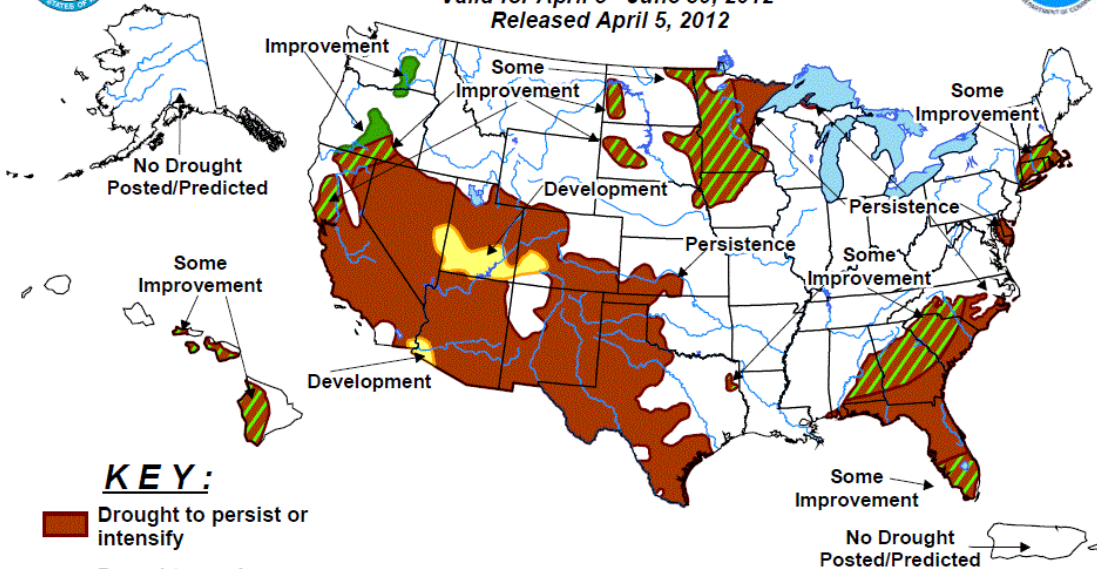 Released April 5, 2012
Improvement
Some
Improvement
Some
Improvement
No Drought
Posted/Predicted
Development
Persistence
Persistence
Some
Improvement
Some
Improvement
Development
Some
Improvement
KEY:
Drought to persist or
intensify
No Drought
Posted/Predicted